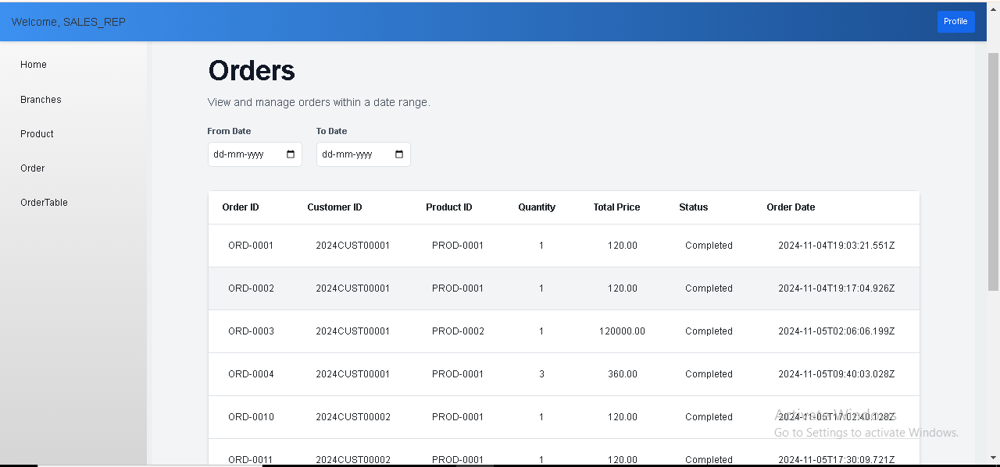 Welcome, SALES_REP
Profile
Home
Branches
Product
Order
OrderTable
Orders
View and manage orders within a date range.
From Date To Date
dd-mm-yyyy dd-mm-yyyy
Order ID Customer ID Product ID Quantity Total Price Status Order Date
ORD-0001 2024CUST00001 PROD-0001 1 120.00 Completed 2024-11-04T19:03:21.551Z
ORD-0002 2024CUST00001 PROD-0001 1 120.00 Completed 2024-11-04T19:17:04.926Z
ORD-0003 2024CUST00001 PROD-0002 1 120000.00 Completed 2024-11-05T02:06:06.199Z
ORD-0004 2024CUST00001 PROD-0001 3 360.00 Completed 2024-11-05T09:40:03.028Z
ORD-0010 2024CUST00002 PROD-0001 1 120.00 Completed 2024-11-05T17:02:40.128Z
ORD-0011 2024CUST00002 PROD-0001 1 120.00 Completed 2024-11-05T17:30:09.721Z
Activate Windows
Go to Settings to activate Windows.